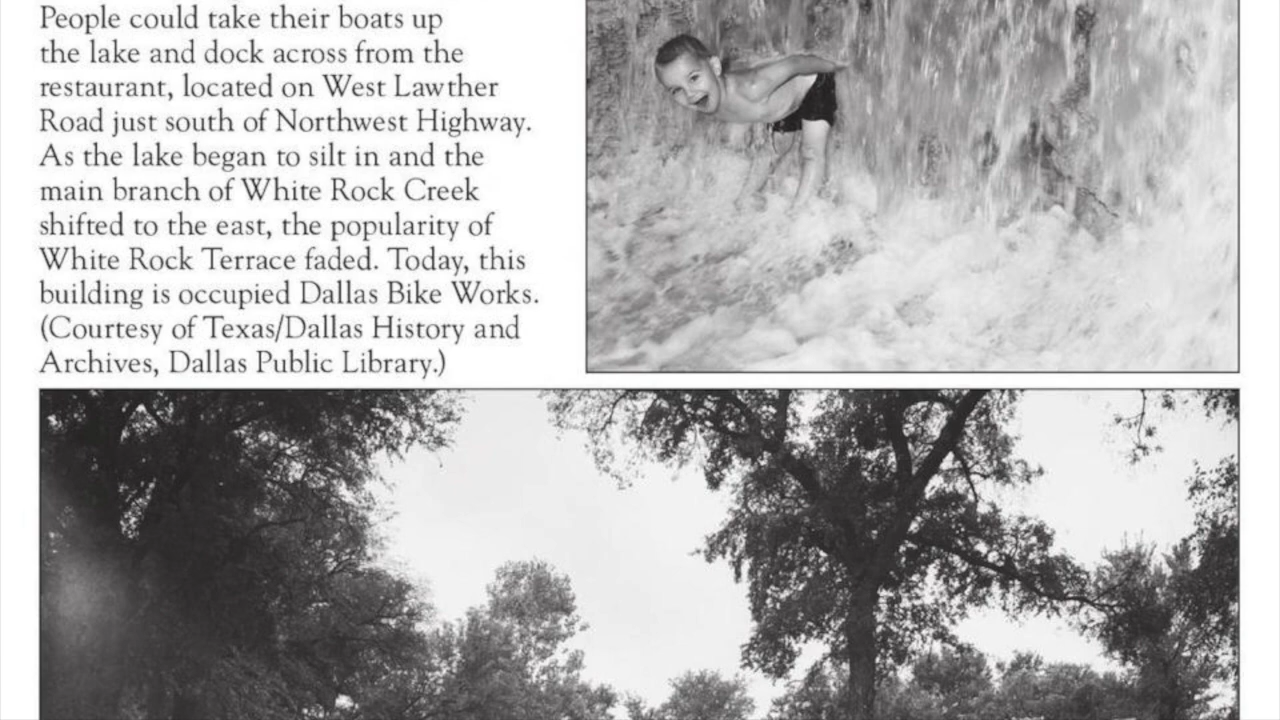 People could take their boats up
the lake and dock across from the
restaurant, located on West Lawther
Road just south of Northwest Highway.
As the lake began to silt in and the
main branch of White Rock Creek
shifted to the east, the popularity of
White Rock Terrace faded. Today, this
building is occupied Dallas Bike Works.
(Courtesy of Texas/Dallas History and
Archives, Dallas Public Library.)